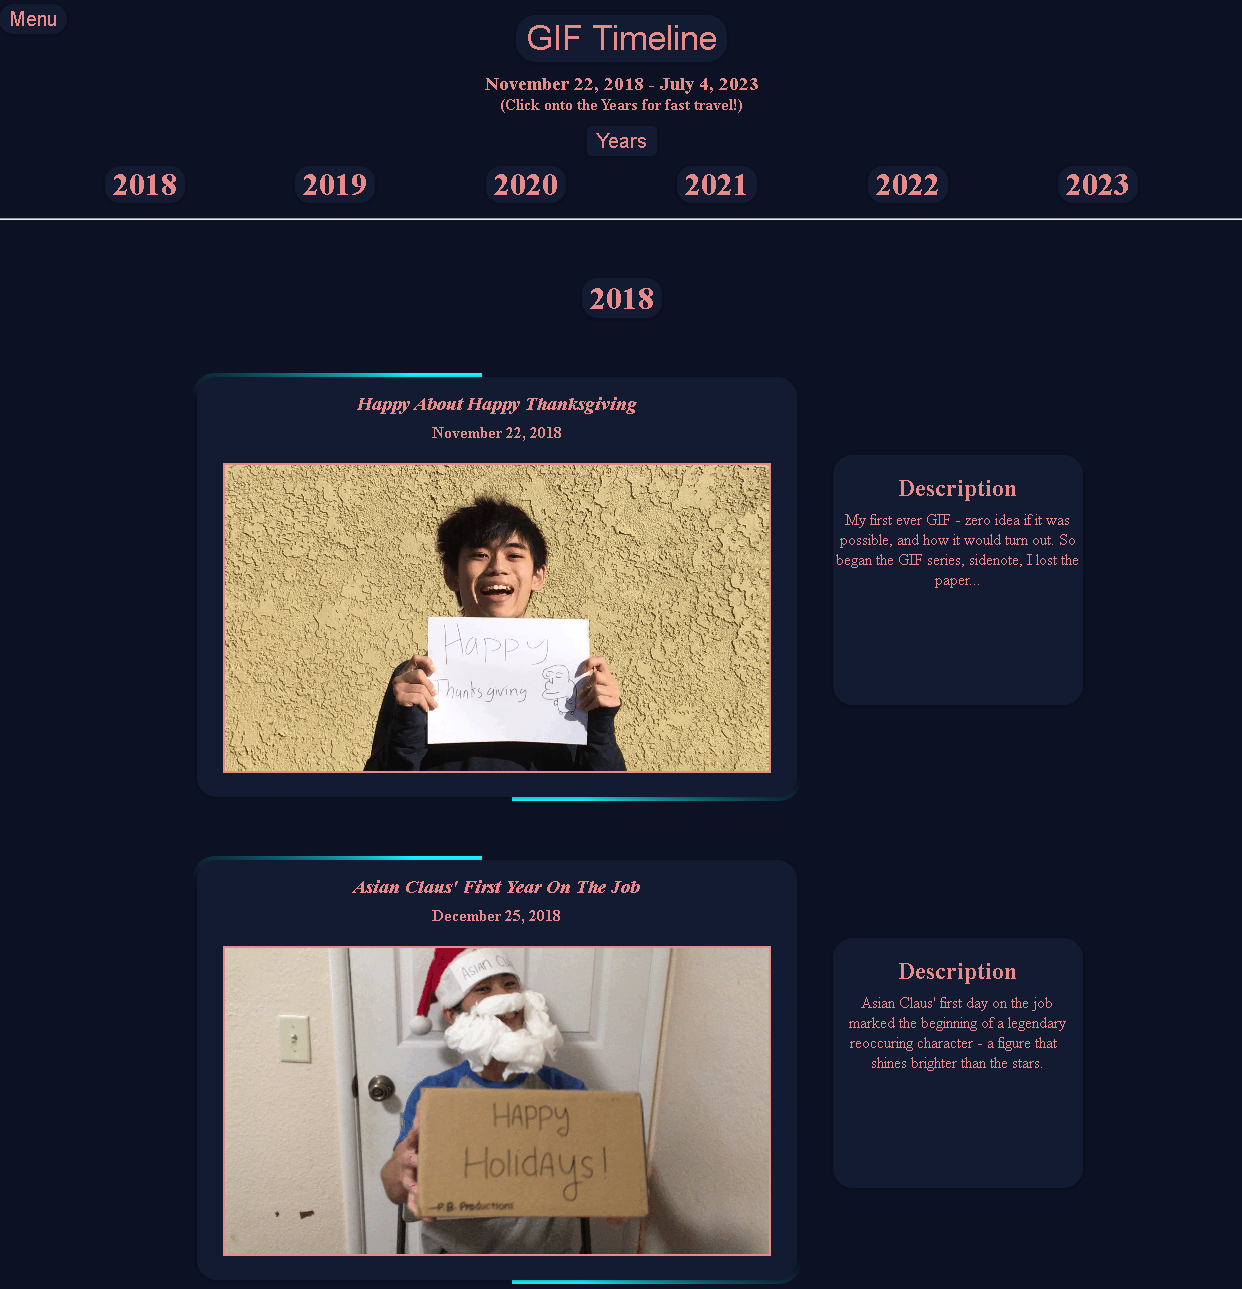 Menu
GIF Timeline
November 22, 2018 - July 4, 2023
(Click onto the Years for fast travel!)
Years
2018 2019 2020 2021 2022 2023
2018
Happy About Happy Thanksgiving
November 22, 2018
Happy
Thanksgiving
Description
My first ever GIF - zero idea if it was
possible, and how it would turn out. So
began the GIF series, sidenote, I lost the
paper...
Asian Claus' First Year On The Job
December 25, 2018
ASIAN
HAPPY
HolidAys!
—P.B. Productions
Description
Asian Claus' first day on the job
marked the beginning of a legendary
reoccuring character - a figure that
shines brighter than the stars.